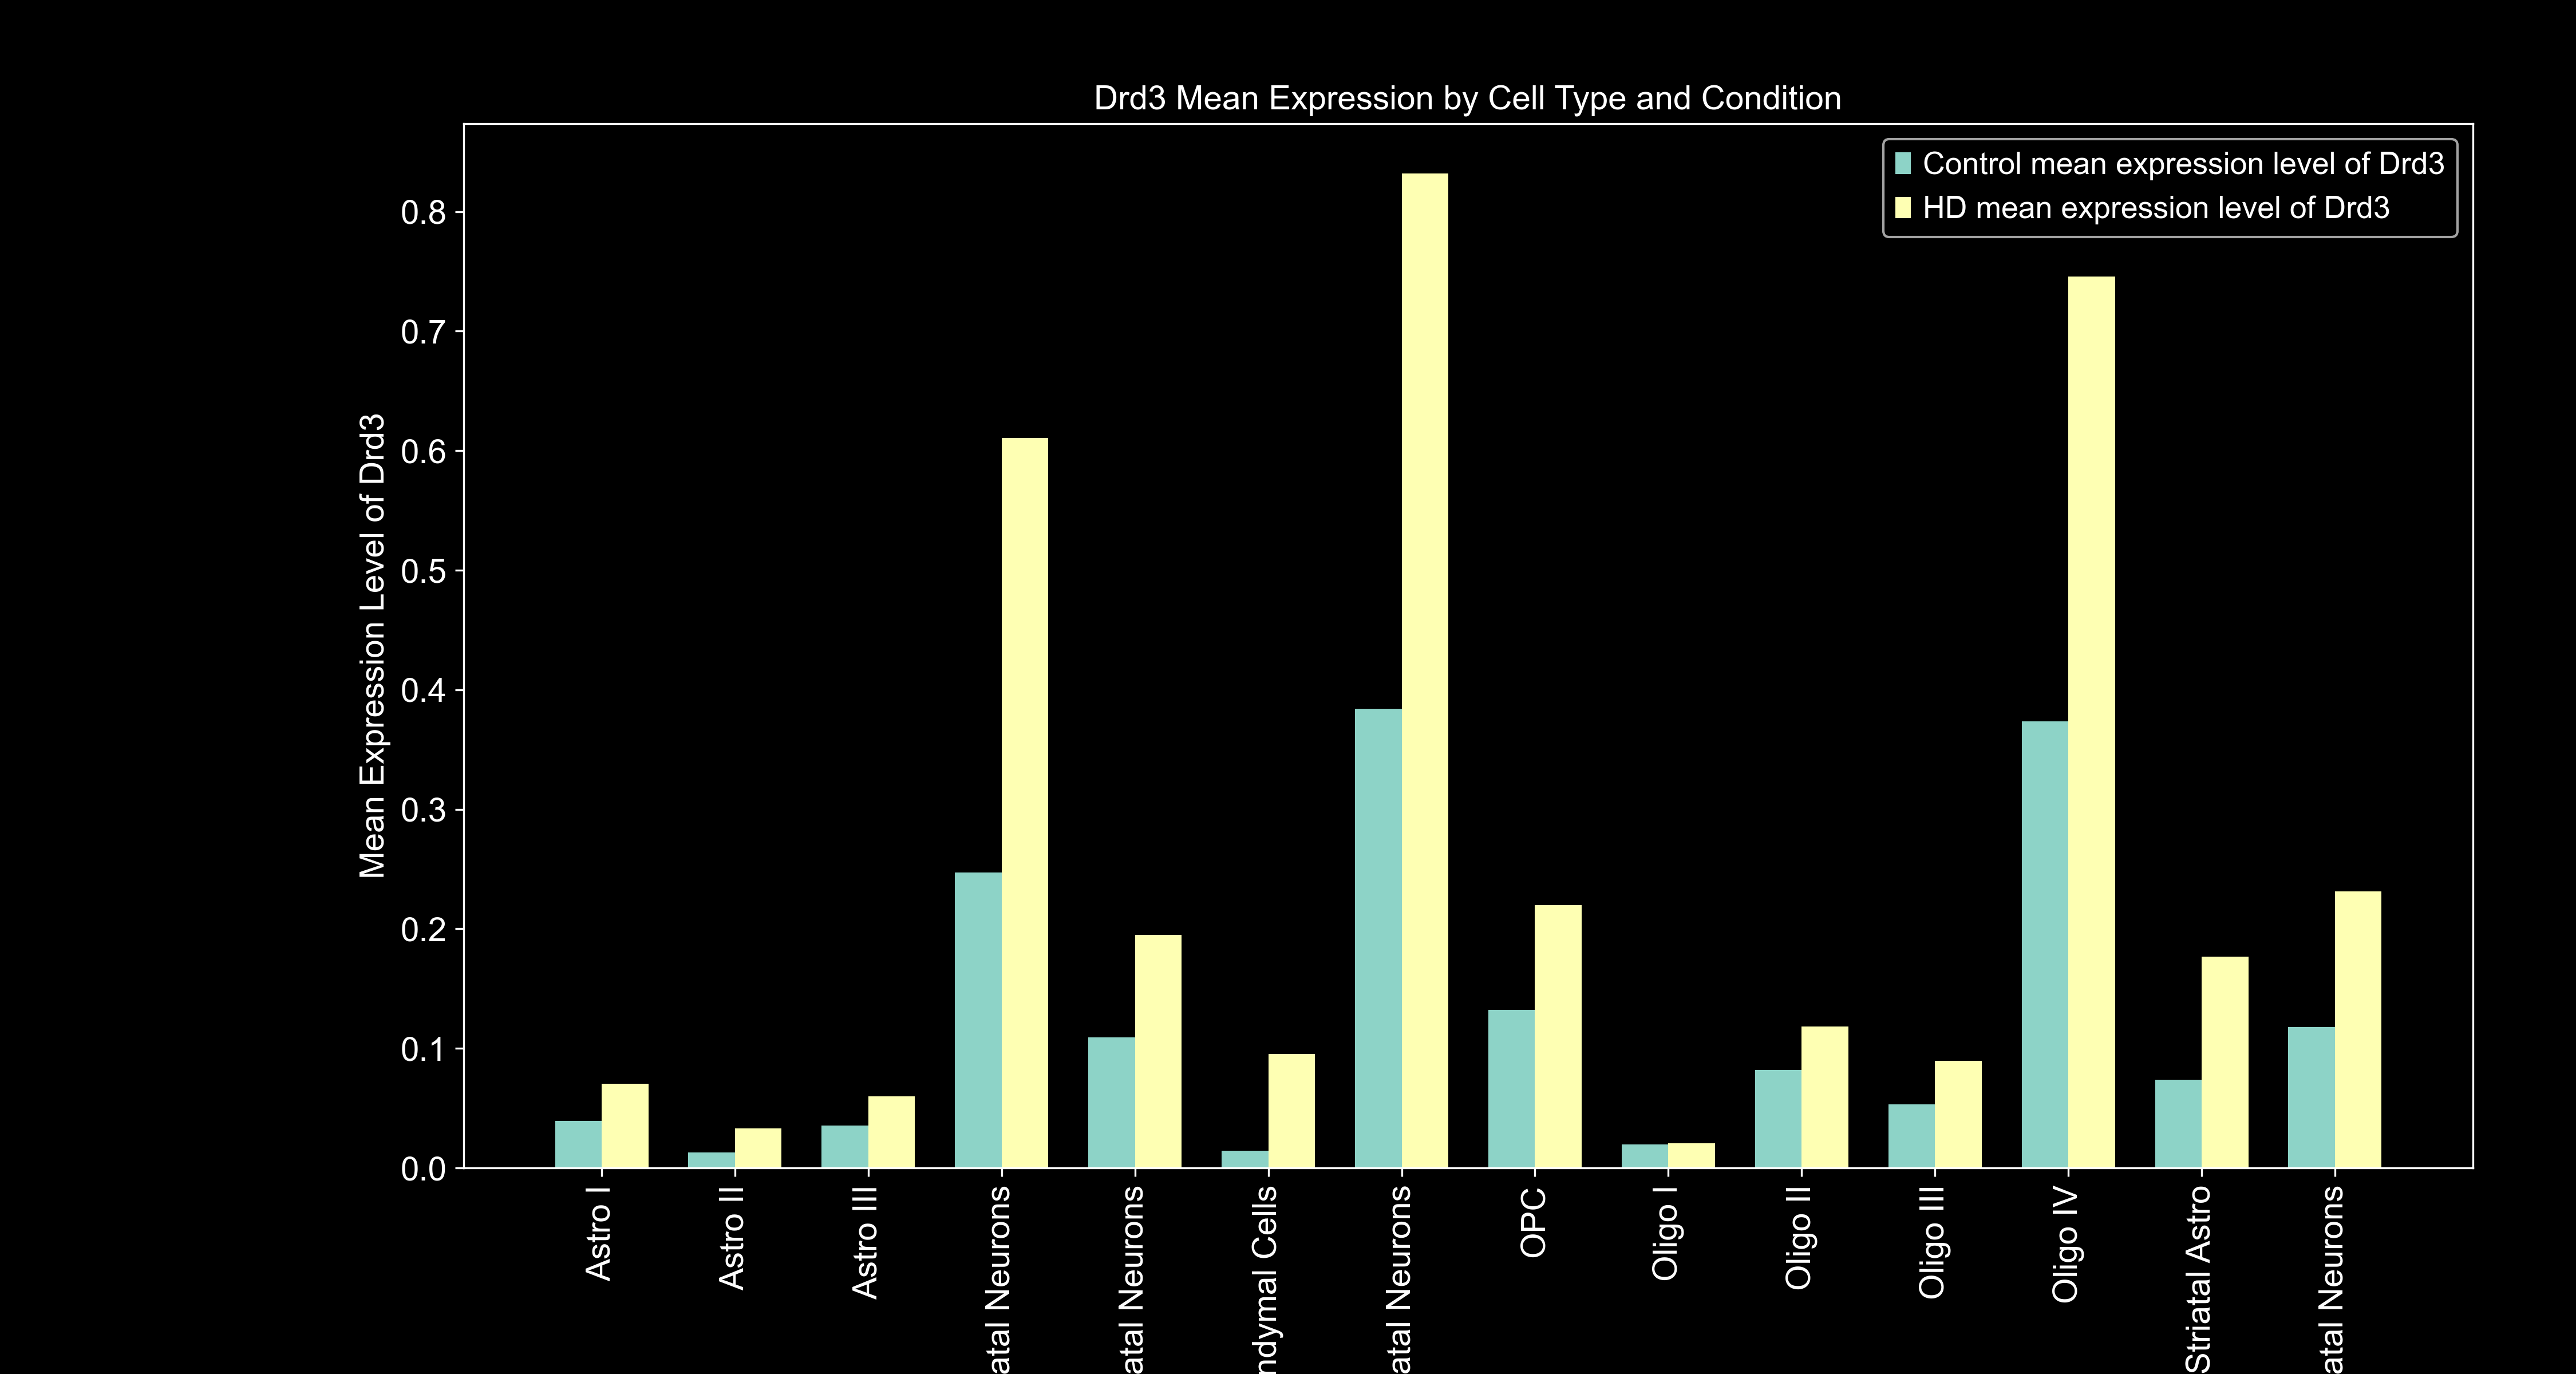 Drd3 Mean Expression by Cell Type and Condition
Control mean expression level of Drd3
HD mean expression level of Drd3
Mean Expression Level of Drd3
0.8
0.7
0.6
0.5
0.4
0.3
0.2
0.1
0.0
Astro I
Astro II
Astro III
atal Neurons
atal Neurons
ndymal Cells
atal Neurons
OPC
Oligo I
Oligo II
Oligo III
Oligo IV
Striatal Astro
atal Neurons